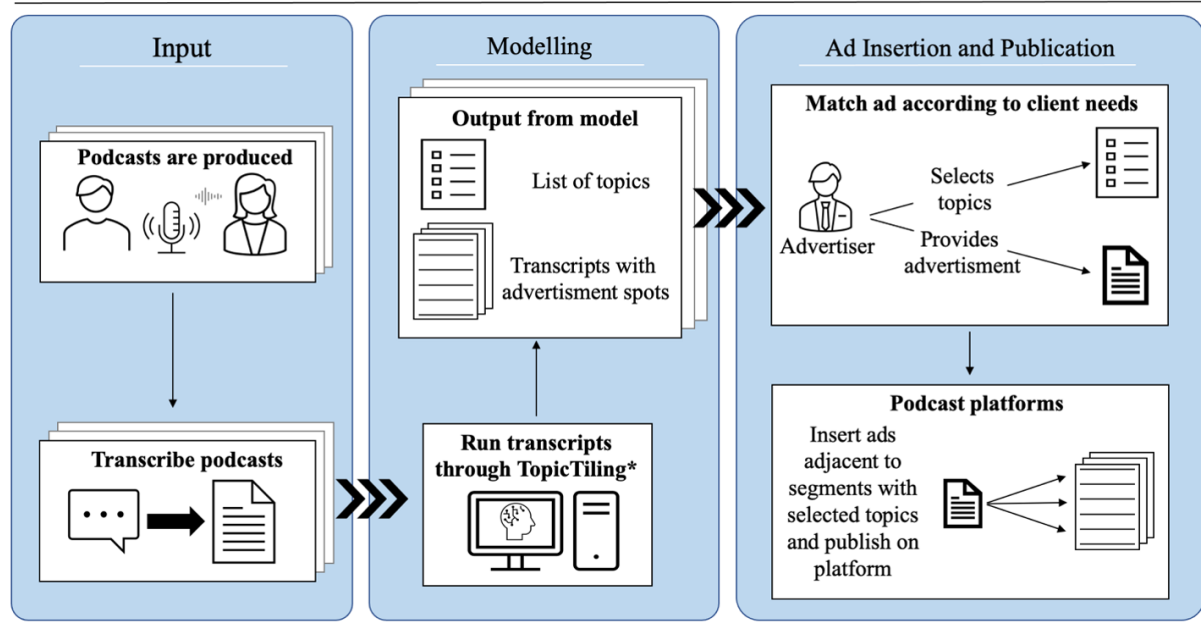 Input
Podcasts are produced
Transcribe podcasts
Modelling
Output from model
List of topics
Transcripts with
advertisment spots
Run transcripts
through TopicTiling*
Ad Insertion and Publication
Match ad according to client needs
Advertiser
Selects
topics
Provides
advertisment
Podcast platforms
Insert ads
adjacent to
segments with
selected topics
and publish on
platform